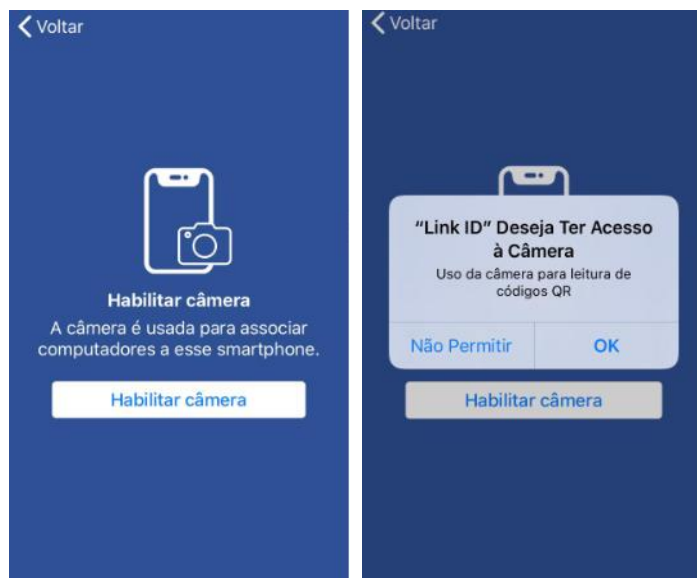 Voltar
Habilitar câmera
A câmera é usada para associar
computadores a esse smartphone.
Habilitar câmera
Voltar
“Link ID” Deseja Ter Acesso
à Câmera
Uso da câmera para leitura de
códigos QR
Não Permitir
OK
Habilitar câmera